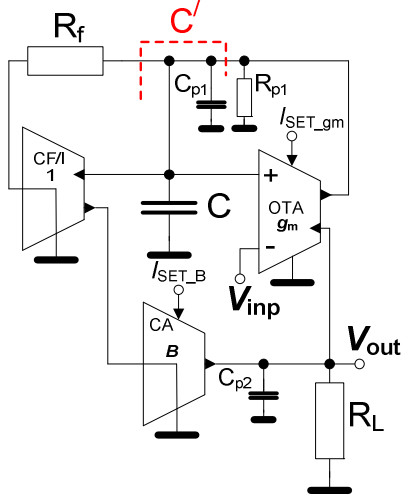 C/
Rf
Cp1
Rp1
ISET_gm
CF/I
1
+
OTA
gm
-
C
ISET_B
Vinp
CA
B
Vout
Cp2
RL